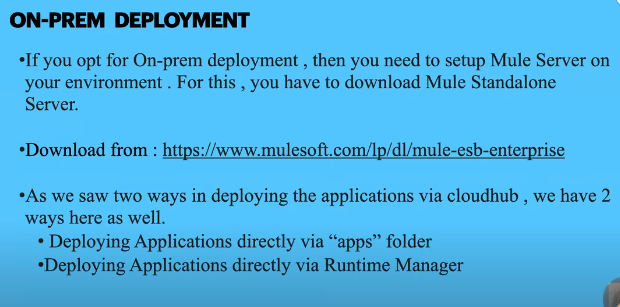 ON-PREM DEPLOYMENT
•If you opt for On-prem deployment , then you need to setup Mule Server on
your environment . For this , you have to download Mule Standalone
Server.
•Download from : https://www.mulesoft.com/lp/dl/mule-esb-enterprise
•As we saw two ways in deploying the applications via cloudhub , we have 2
ways here as well.
• Deploying Applications directly via “apps” folder
•Deploying Applications directly via Runtime Manager